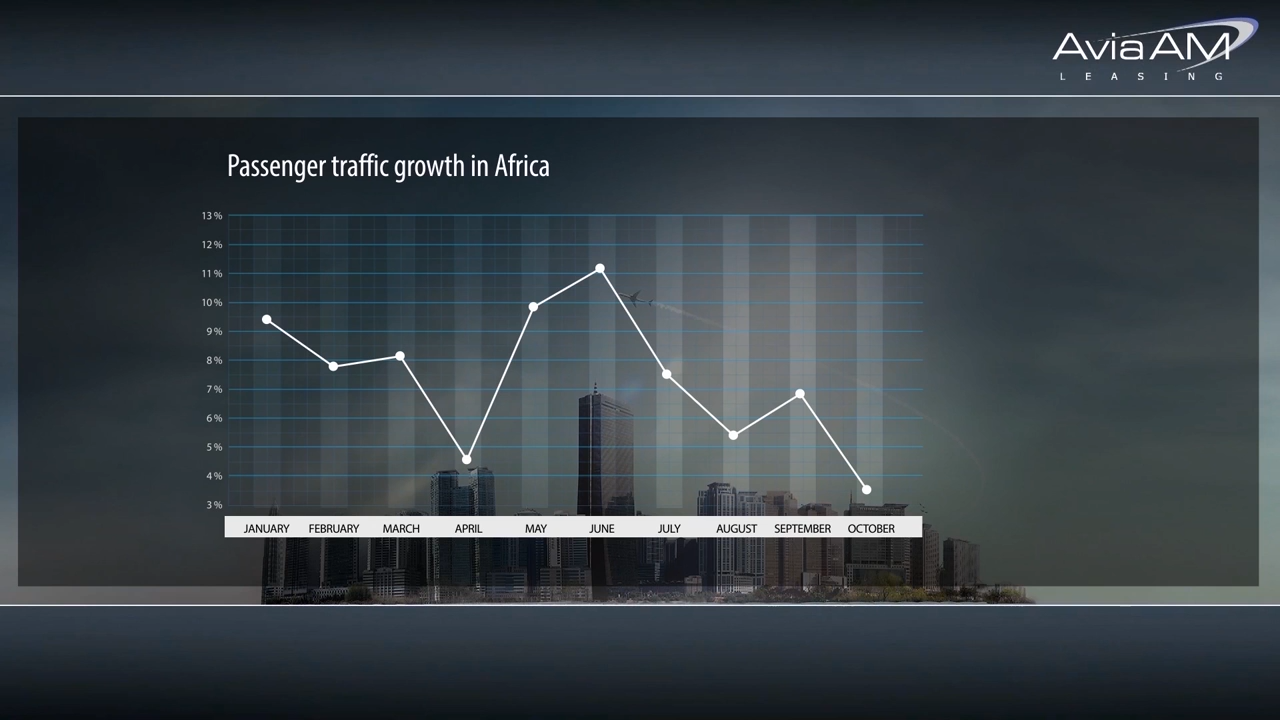 AviaAM
LEASING
Passenger traffic growth in Africa
13 %
12 %
11 %
10 %
9 %
8 %
7 %
6 %
5 %
4 %
3 %
JANUARY FEBRUARY MARCH APRIL MAY JUNE JULY AUGUST SEPTEMBER OCTOBER